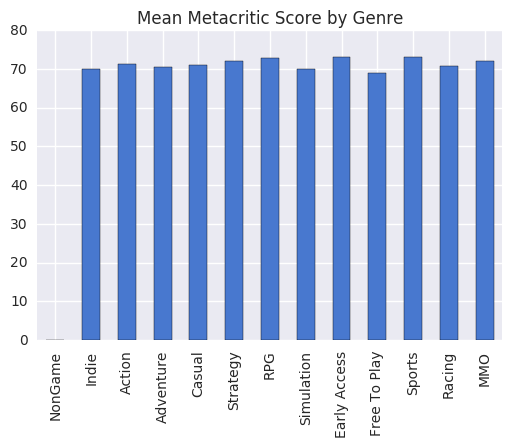 Mean Metacritic Score by Genre
80
70
60
50
40
30
20
10
0
NonGame
Indie
Action
Adventure
Casual
Strategy
RPG
Simulation
Early Access
Free To Play
Sports
Racing
MMO